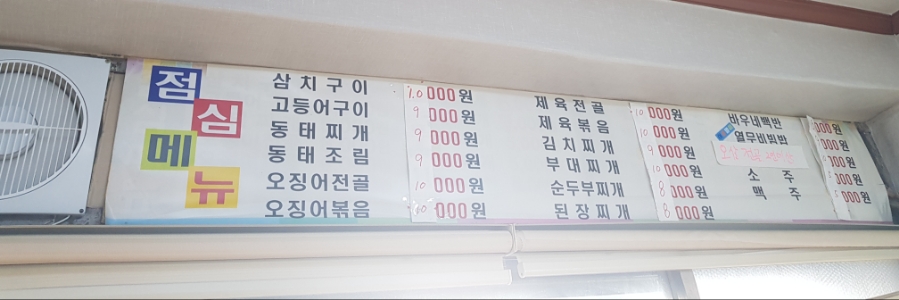 점심메뉴
삼치구이 10,000원
고등어구이 9,000원
동태찌개 9,000원
동태조림 9,000원
오징어전골 10,000원
오징어볶음 10,000원
제육전골 10,000원
제육볶음 10,000원
김치찌개 9,000원
부대찌개 10,000원
순두부찌개 8,000원
된장찌개 8,000원
백반
열무비빔밥
소주
맥주